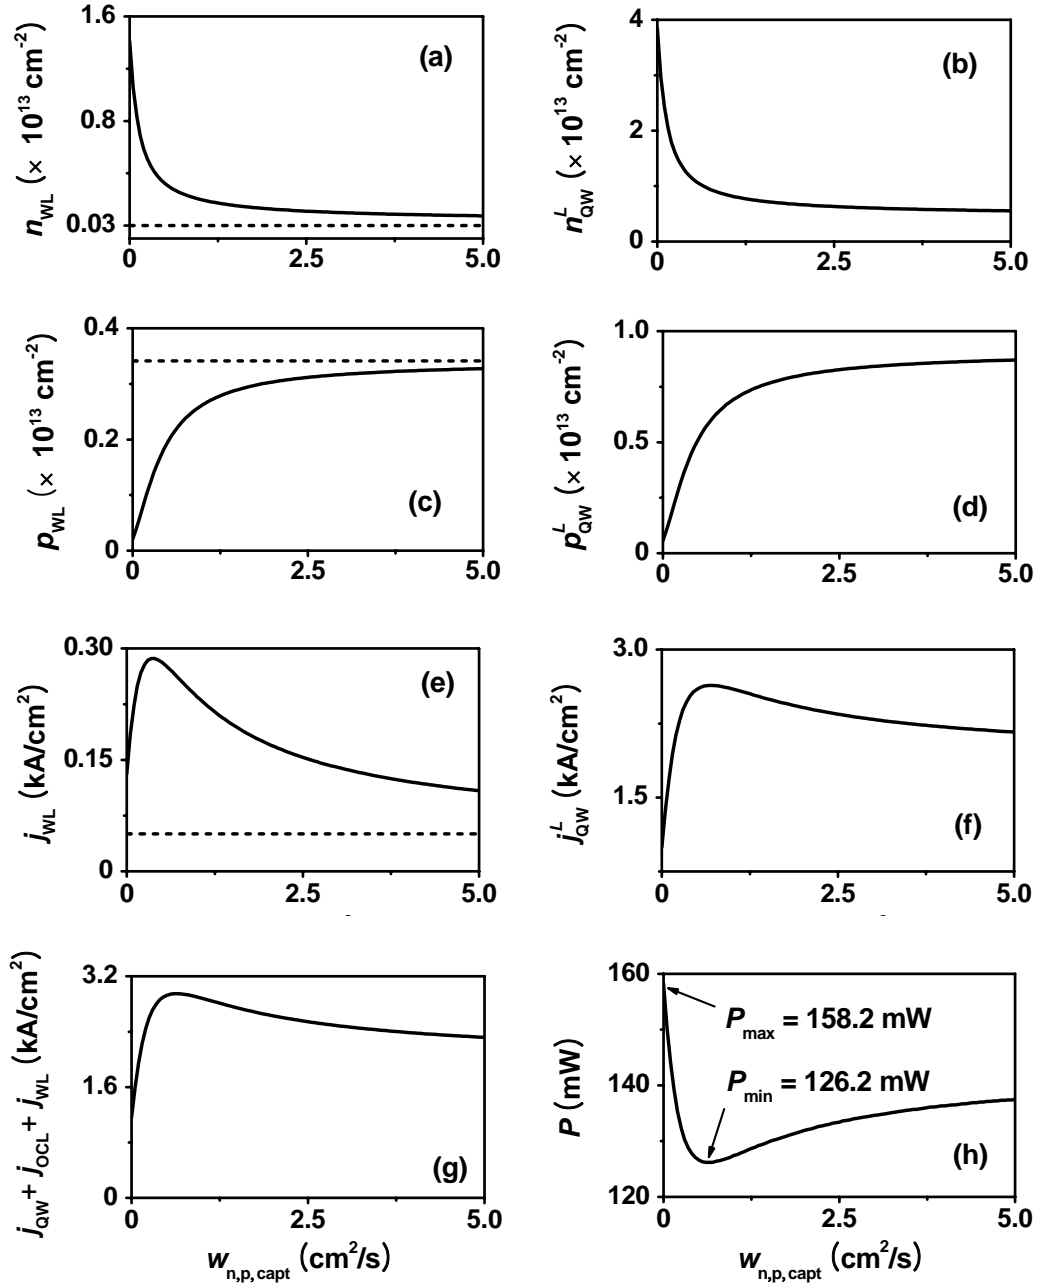 1.6
0.8
0.03
n_WL (× 10^13 cm^-2)
(a)
0
2.5
5.0
4
2
0
n^L_QW (× 10^13 cm^-2)
(b)
0
2.5
5.0
0.4
0.2
0
p_WL (× 10^13 cm^-2)
(c)
0
2.5
5.0
1.0
0.5
0
p^L_QW (× 10^13 cm^-2)
(d)
0
2.5
5.0
0.30
0.15
0
j_WL (kA/cm^2)
(e)
0
2.5
5.0
3.0
1.5
j^L_QW (kA/cm^2)
(f)
0
2.5
5.0
3.2
1.6
0
j_QW + j_OCL + j_WL (kA/cm^2)
(g)
0
2.5
5.0
w_n,p,capt (cm^2/s)
160
140
120
P (mW)
P_max = 158.2 mW
P_min = 126.2 mW
(h)
0
2.5
5.0
w_n,p,capt (cm^2/s)